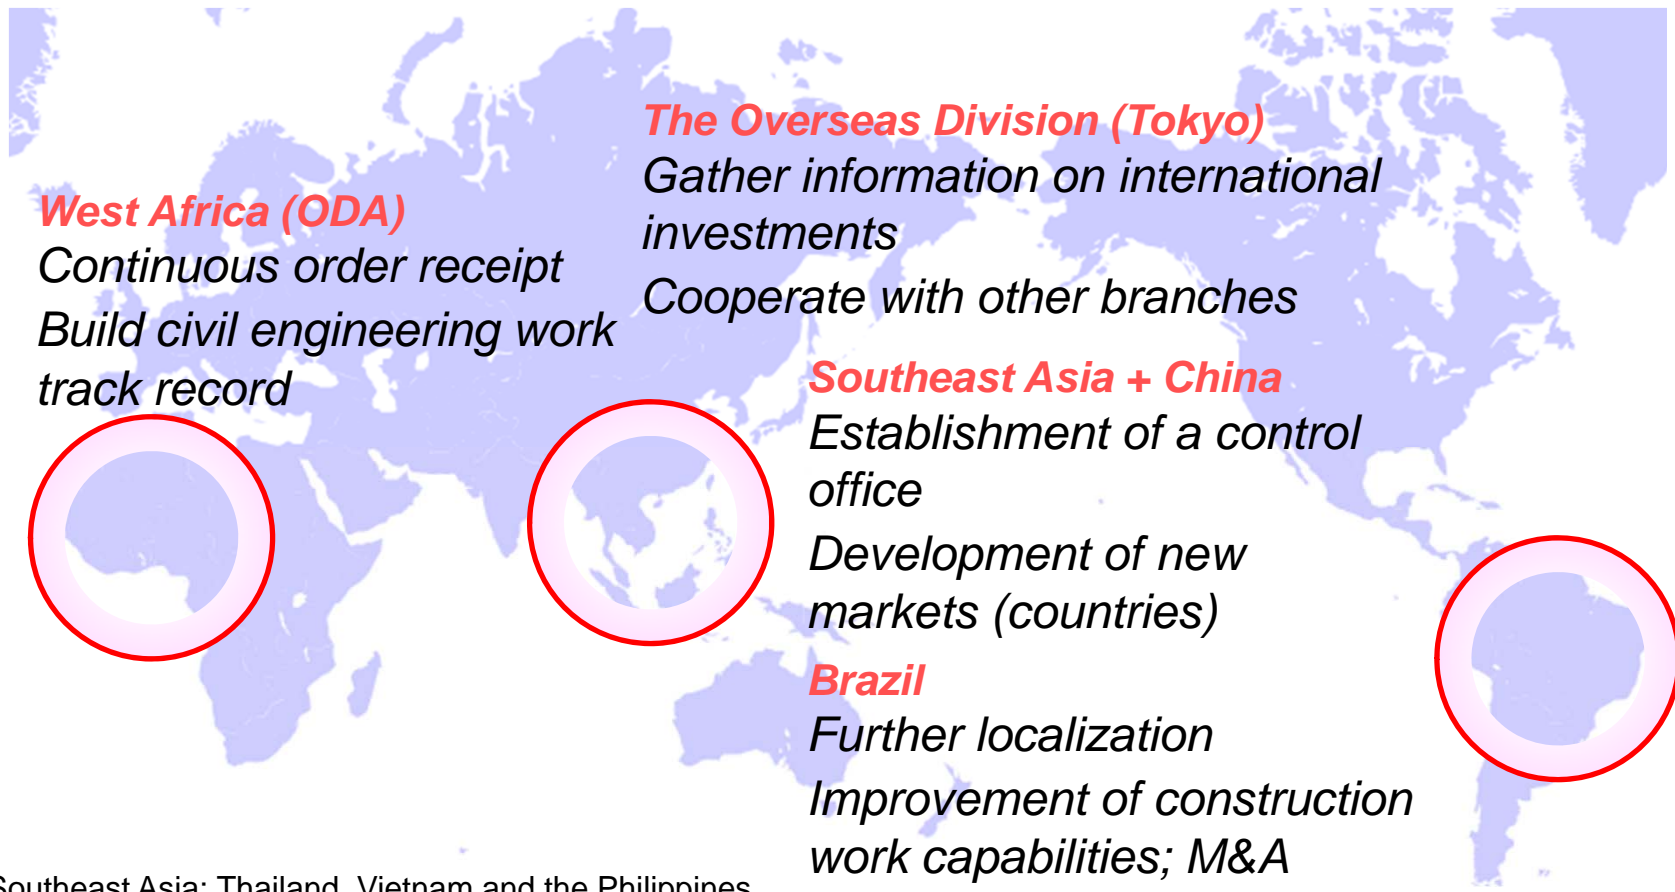 West Africa (ODA)
Continuous order receipt
Build civil engineering work
track record
The Overseas Division (Tokyo)
Gather information on international
investments
Cooperate with other branches
Southeast Asia + China
Establishment of a control
office
Development of new
markets (countries)
Brazil
Further localization
Improvement of construction
work capabilities; M&A
Southeast Asia: Thailand, Vietnam and the Philippines